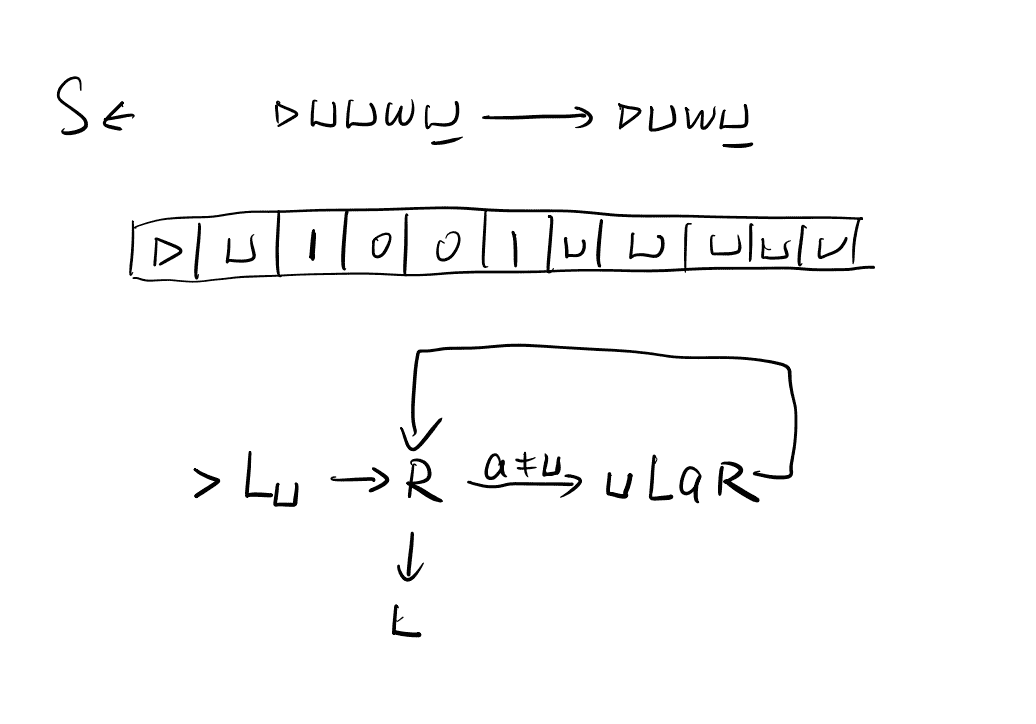 S← ▷⊔⊔w⊔ → ▷⊔w⊔
▷ ⊔ 1 0 0 1 ⊔ ⊔ ⊔ ⊔ ⊔
> L⊔ → R a≠⊔ → ⊔LaR
↓
L